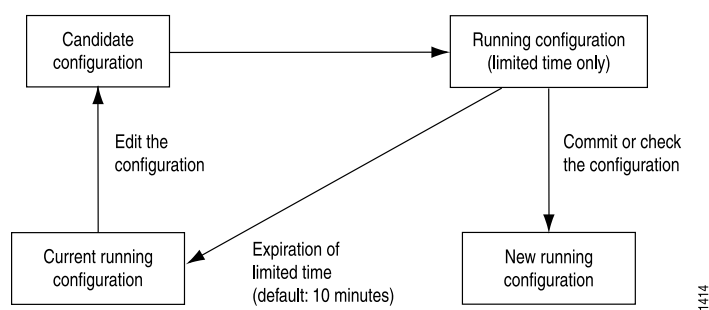 Candidate
configuration
Running configuration
(limited time only)
Edit the
configuration
Commit or check
the configuration
Current running
configuration
Expiration of
limited time
(default: 10 minutes)
New running
configuration
1414